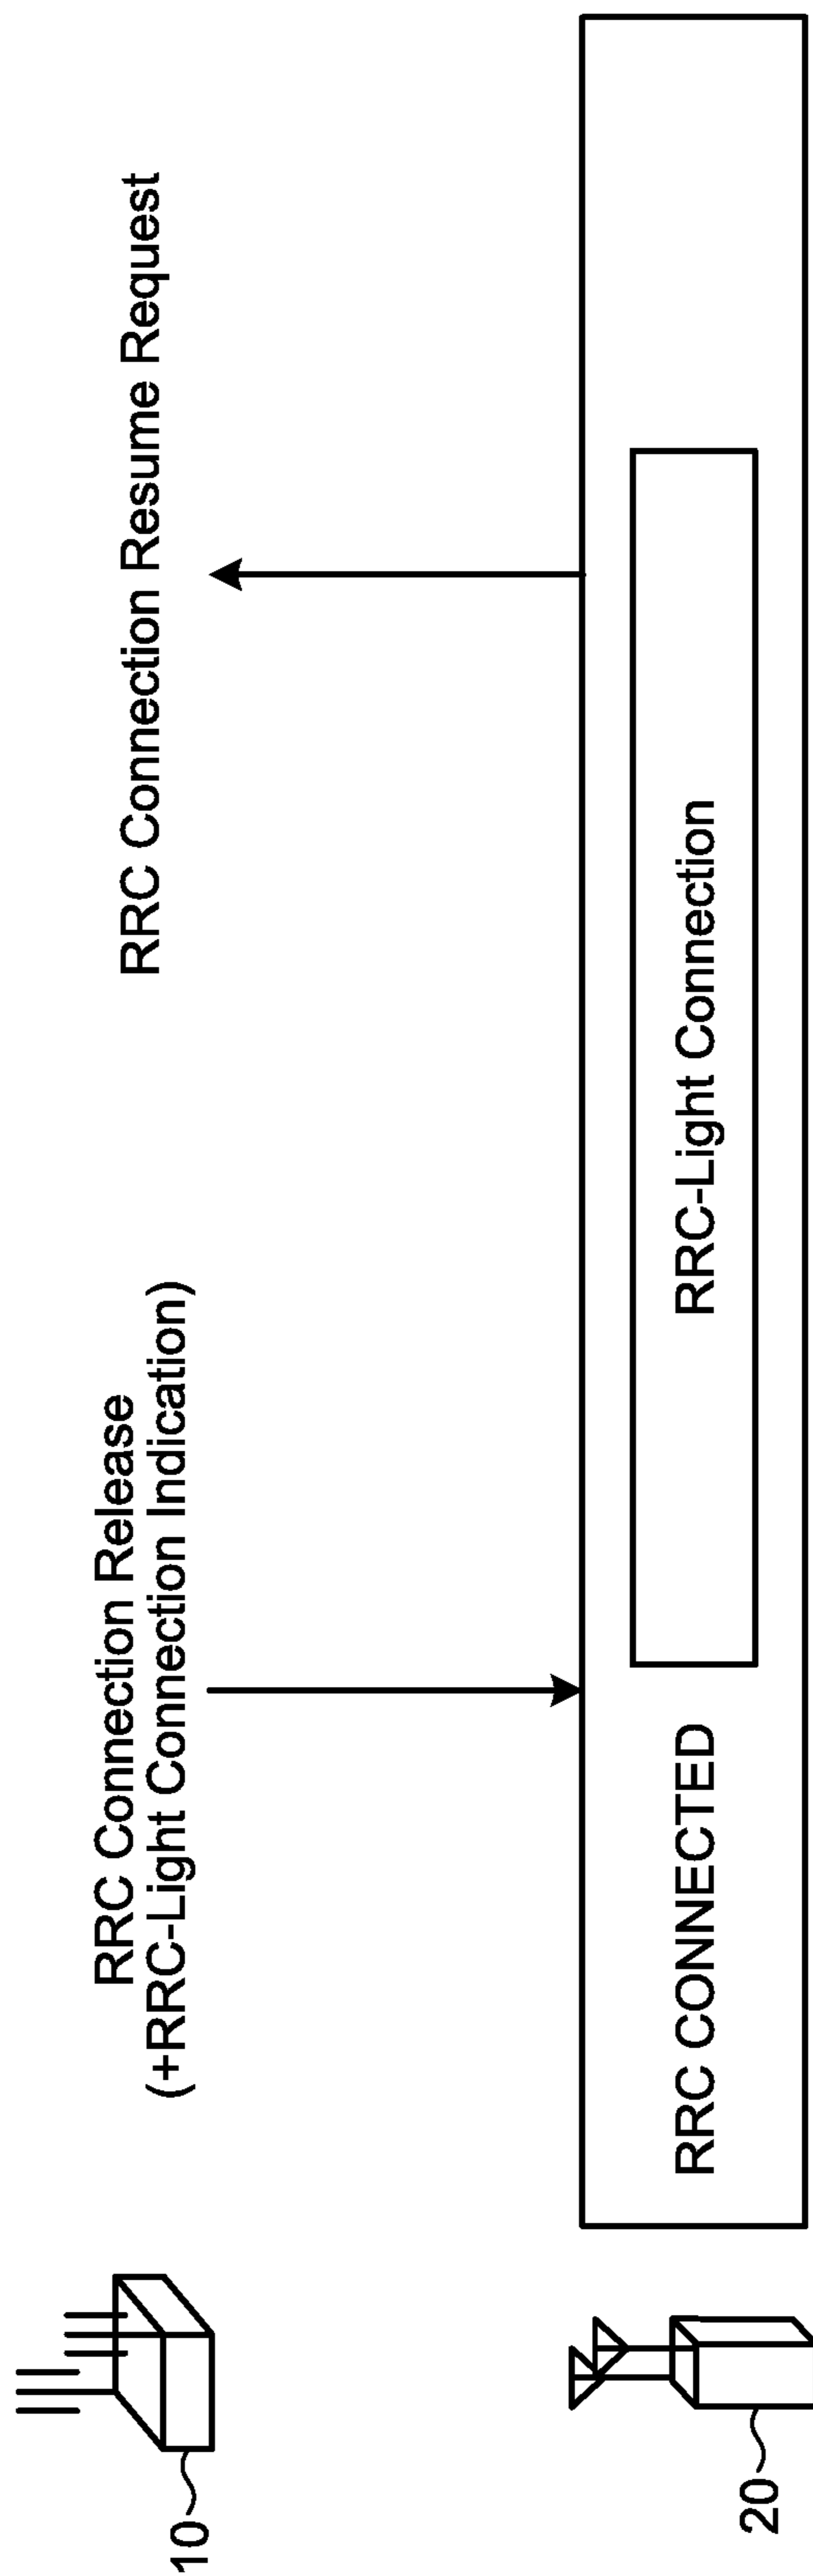 10
RRC Connection Release
(+RRC-Light Connection Indication)
RRC Connection Resume Request
20
RRC CONNECTED
RRC-Light Connection